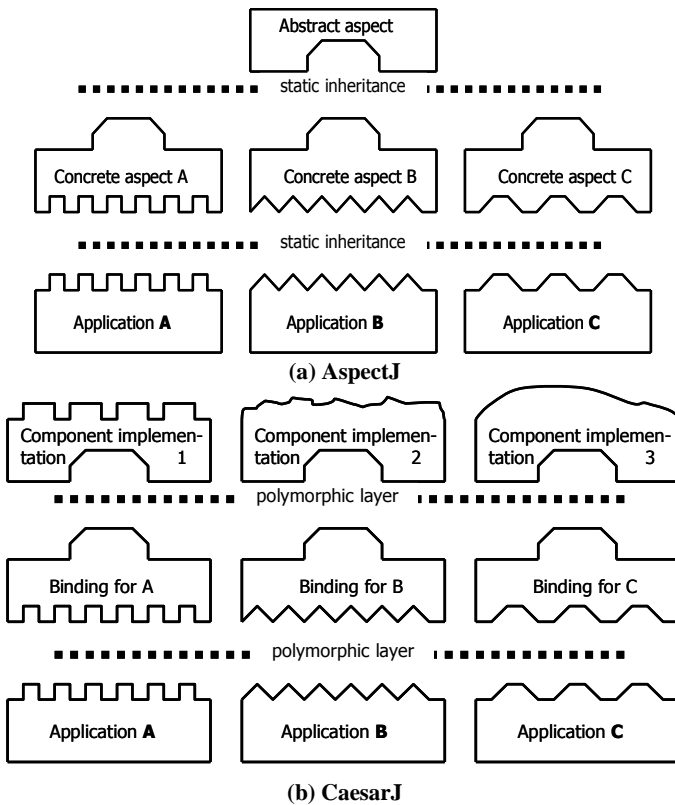 Abstract aspect
static inheritance
Concrete aspect A
Concrete aspect B
Concrete aspect C
static inheritance
Application A
Application B
Application C
(a) AspectJ
Component implemen-
tation 1
Component implemen-
tation 2
Component implemen-
tation 3
polymorphic layer
Binding for A
Binding for B
Binding for C
polymorphic layer
Application A
Application B
Application C
(b) CaesarJ